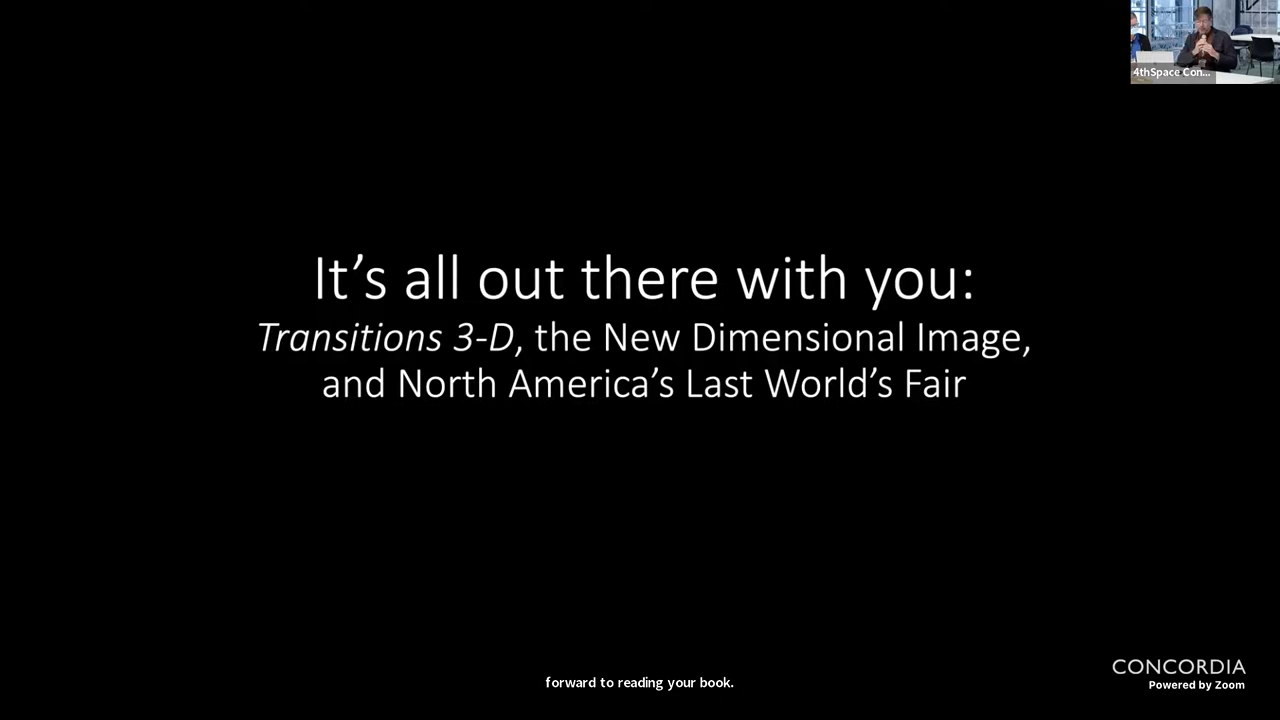 4thSpace Con...
It's all out there with you:
Transitions 3-D, the New Dimensional Image,
and North America's Last World's Fair
CONCORDIA
Powered by Zoom
forward to reading your book.